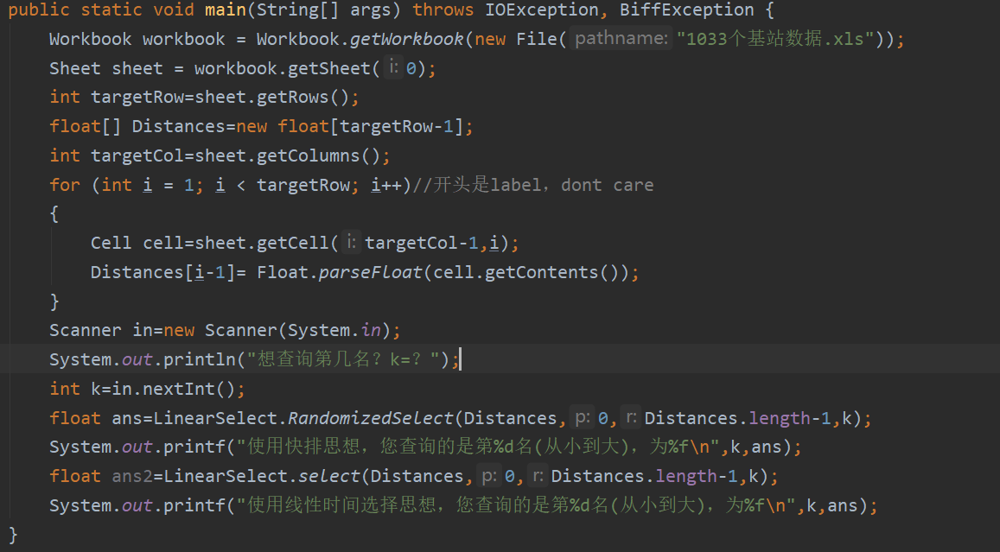 public static void main(String[] args) throws IOException, BiffException {
Workbook workbook = Workbook.getWorkbook(new File( pathname: "1033个基站数据.xls"));
Sheet sheet = workbook.getSheet( i: 0);
int targetRow=sheet.getRows();
float[] Distances=new float[targetRow-1];
int targetCol=sheet.getColumns();
for (int i = 1; i < targetRow; i++)//开头是label，dont care
{
Cell cell=sheet.getCell( i: targetCol-1,i);
Distances[i-1]= Float.parseFloat(cell.getContents());
}
Scanner in=new Scanner(System.in);
System.out.println("想查询第几名？k=？");
int k=in.nextInt();
float ans=LinearSelect.RandomizedSelect(Distances, p: 0, r: Distances.length-1,k);
System.out.printf("使用快排思想，您查询的是第%d名(从小到大)，为%f\n",k,ans);
float ans2=LinearSelect.select(Distances, p: 0, r: Distances.length-1,k);
System.out.printf("使用线性时间选择思想，您查询的是第%d名(从小到大)，为%f\n",k,ans);
}